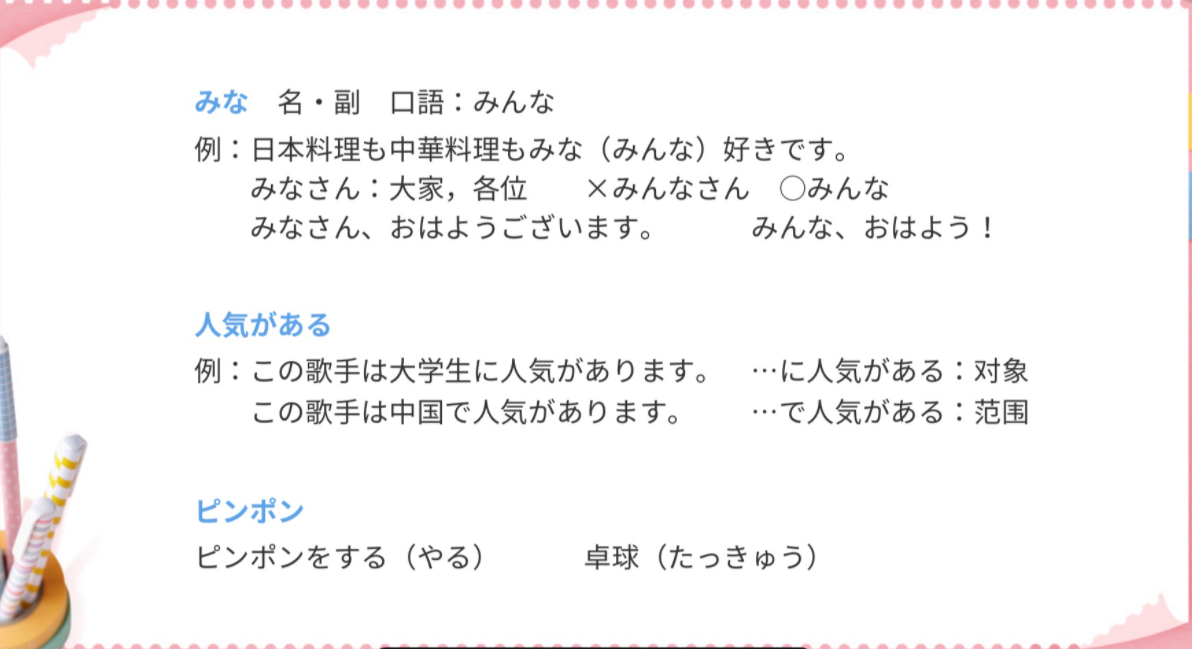 みな　名・副　口語：みんな
例：日本料理も中華料理もみな（みんな）好きです。
みなさん：大家，各位　　×みんなさん　○みんな
みなさん、おはようございます。　　　みんな、おはよう！
人気がある
例：この歌手は大学生に人気があります。　…に人気がある：对象
この歌手は中国で人気があります。　　…で人気がある：范围
ピンポン
ピンポンをする（やる）　　　卓球（たっきゅう）